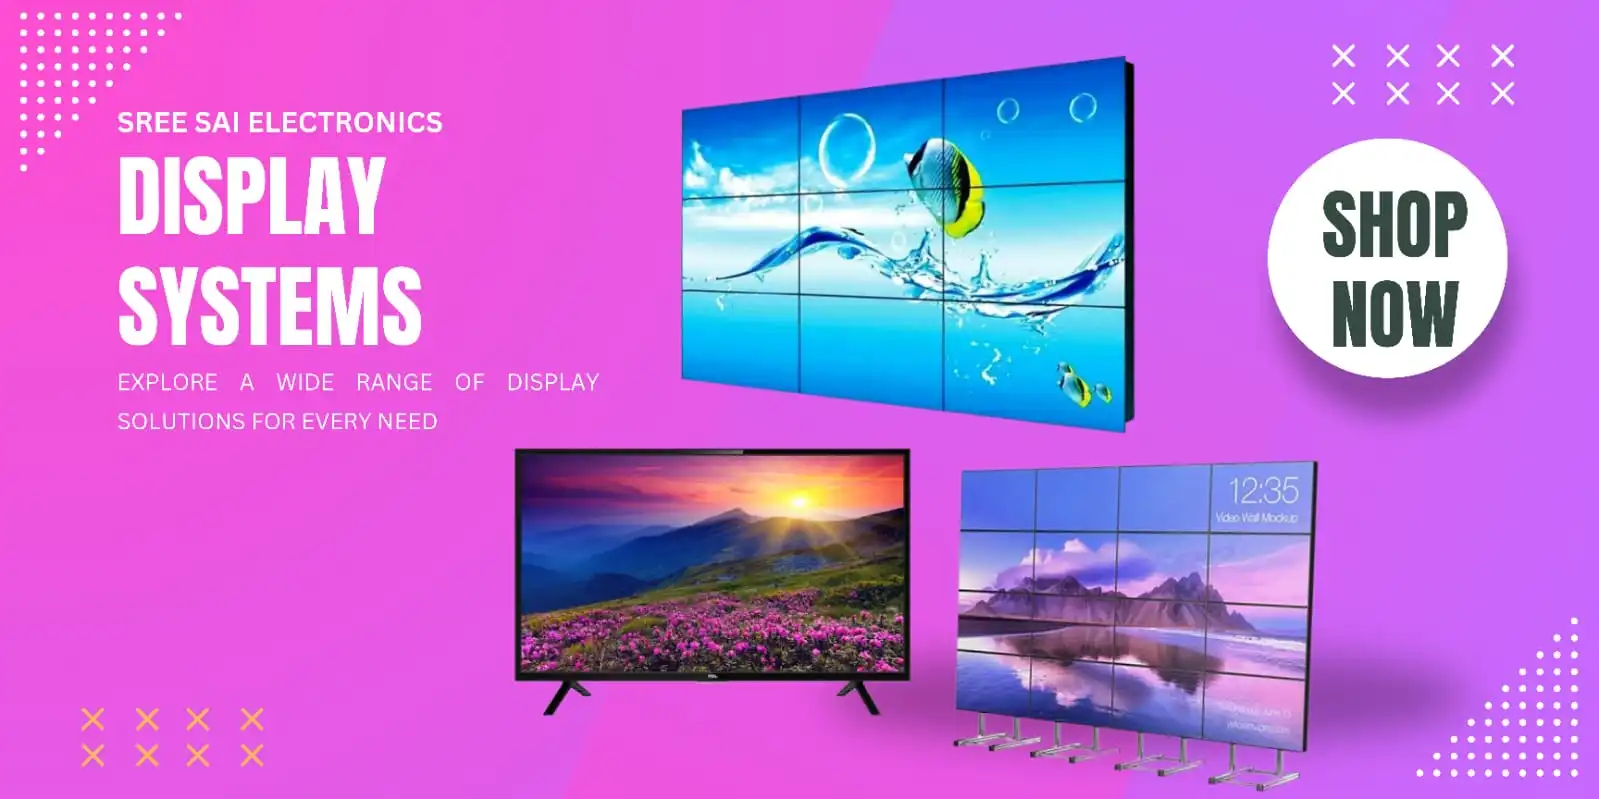 SREE SAI ELECTRONICS
DISPLAY
SYSTEMS
EXPLORE A WIDE RANGE OF DISPLAY
SOLUTIONS FOR EVERY NEED
SHOP
NOW
12:35
Video Wall Mockup
TCL